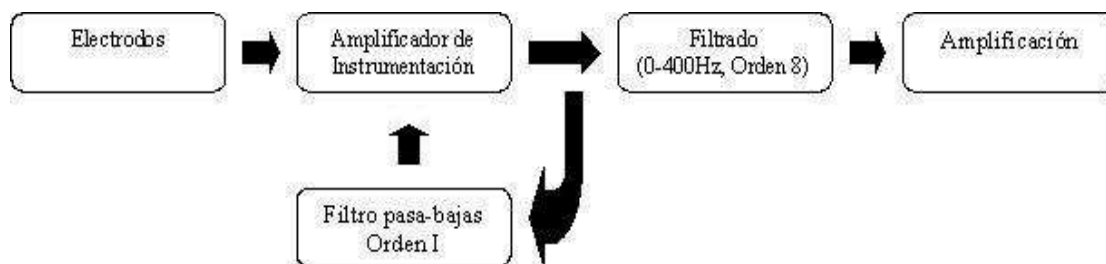 Electrodos
Amplificador de
Instrumentación
Filtrado
(0-400Hz, Orden 8)
Amplificación
Filtro pasa-bajas
Orden I